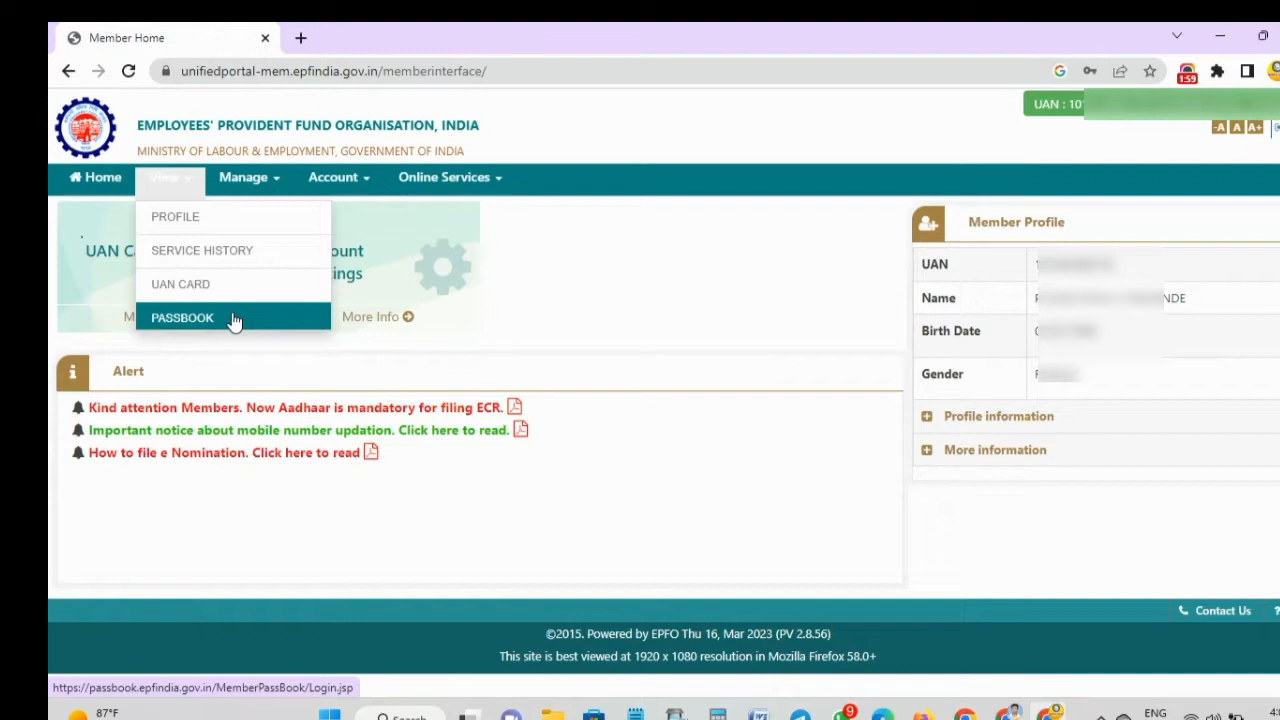 Member Home
unifiedportal-mem.epfindia.gov.in/memberinterface/
1:59
UAN : 10
EMPLOYEES' PROVIDENT FUND ORGANISATION, INDIA
MINISTRY OF LABOUR & EMPLOYMENT, GOVERNMENT OF INDIA
-A A A+
Home View Manage Account Online Services
PROFILE
SERVICE HISTORY
UAN CARD
PASSBOOK
UAN C
ount
ings
M
More Info
Member Profile
UAN
Name NDE
Birth Date
Gender
Profile information
More information
Alert
Kind attention Members. Now Aadhaar is mandatory for filing ECR.
Important notice about mobile number updation. Click here to read.
How to file e Nomination. Click here to read
Contact Us ?
©2015. Powered by EPFO Thu 16, Mar 2023 (PV 2.8.56)
This site is best viewed at 1920 x 1080 resolution in Mozilla Firefox 58.0+
https://passbook.epfindia.gov.in/MemberPassBook/Login.jsp
87°F
Search
9
ENG